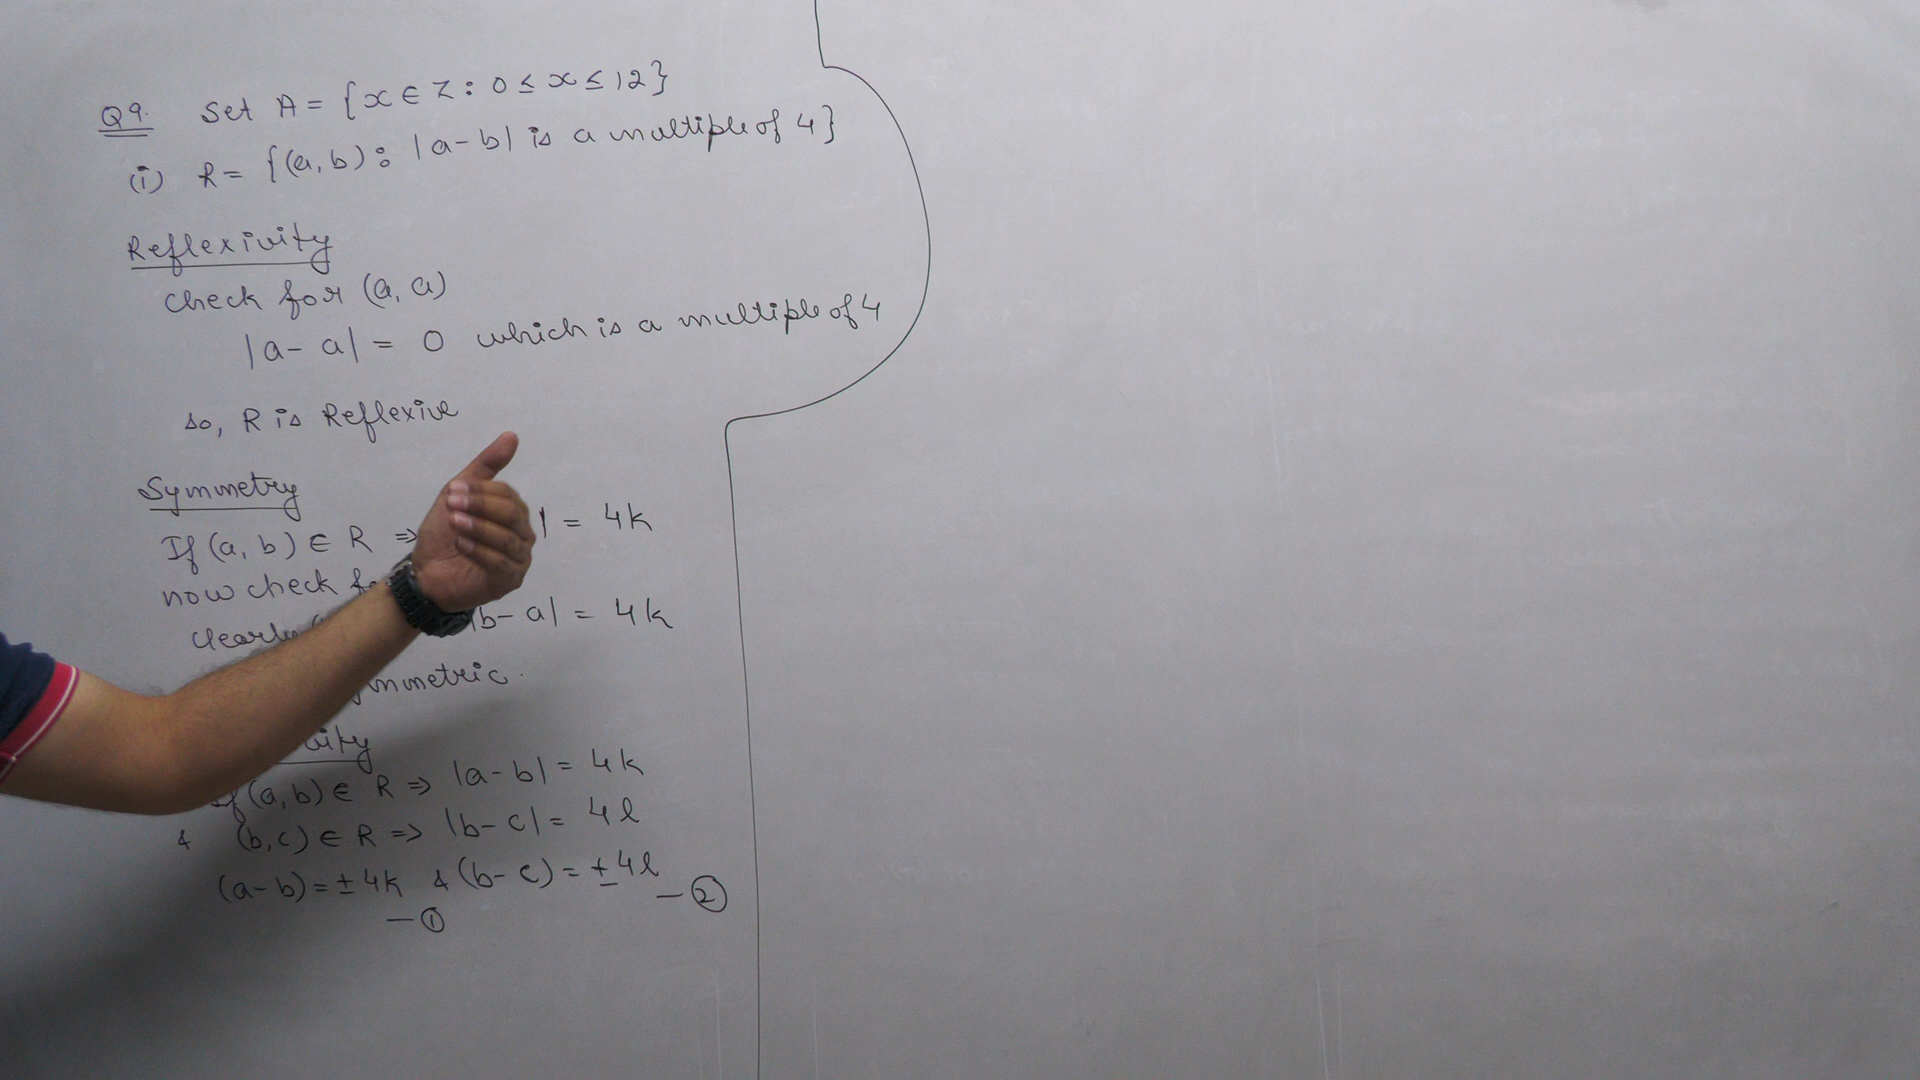 Q9. Set A = {x ∈ Z : 0 ≤ x ≤ 12}
(i) R = {(a, b) : |a - b| is a multiple of 4}
Reflexivity
check for (a, a)
|a - a| = 0 which is a multiple of 4
so, R is Reflexive
Symmetry
If (a, b) ∈ R ⇒ | = 4k
now check
|b - a| = 4k
If (a, b) ∈ R ⇒ |a - b| = 4k
& (b, c) ∈ R ⇒ |b - c| = 4l
(a - b) = ± 4k & (b - c) = ± 4l
— ① — ②